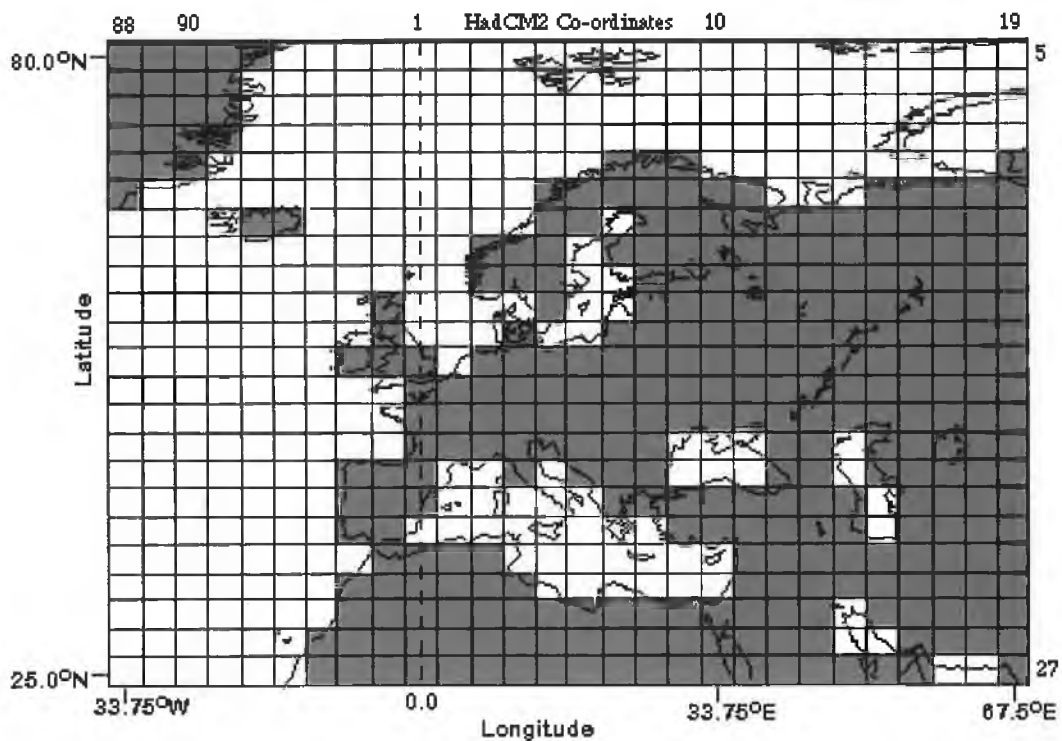 88 90 1 HadCM2 Co-ordinates 10 19
80.0°N 5
Latitude
25.0°N 27
33.75°W 0.0 33.75°E 67.5°E
Longitude